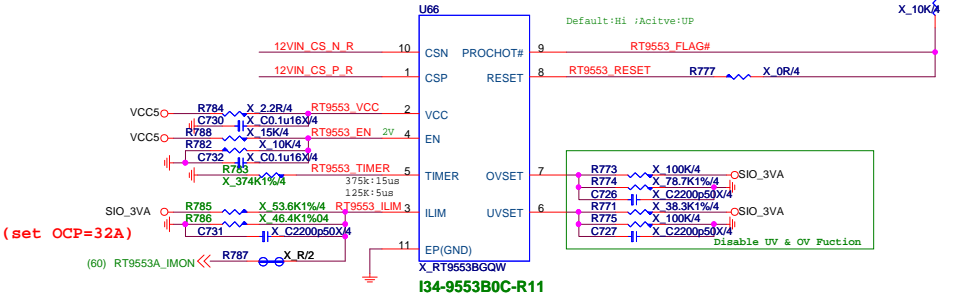 U66
X_10K/4
Default:Hi ;Acitve:UP
12VIN_CS_N_R 10 CSN PROCHOT# 9 RT9553_FLAG#
12VIN_CS_P_R 1 CSP RESET 8 RT9553_RESET R777 X_0R/4
VCC5 R784 X_2.2R/4 RT9553_VCC 2 VCC
C730 X_C0.1u16X/4
VCC5 R788 X_15K/4 RT9553_EN 2V 4 EN
R782 X_10K/4
C732 X_C0.1u16X/4
R783 X_374K1%/4 RT9553_TIMER 5 TIMER
375k:15us
125K:5us
OVSET 7 R773 X_100K/4 SIO_3VA
R774 X_78.7K1%/4
C726 X_C2200p50X/4
SIO_3VA R785 X_53.6K1%/4 RT9553_ILIM 3 ILIM
R786 X_46.4K1%04
C731 X_C2200p50X/4
UVSET 6 R771 X_38.3K1%/4 SIO_3VA
R775 X_100K/4
C727 X_C2200p50X/4
Disable UV & OV Fuction
(set OCP=32A)
(60) RT9553A_IMON R787 X_R/2
11 EP(GND)
X_RT9553BGQW
I34-9553B0C-R11